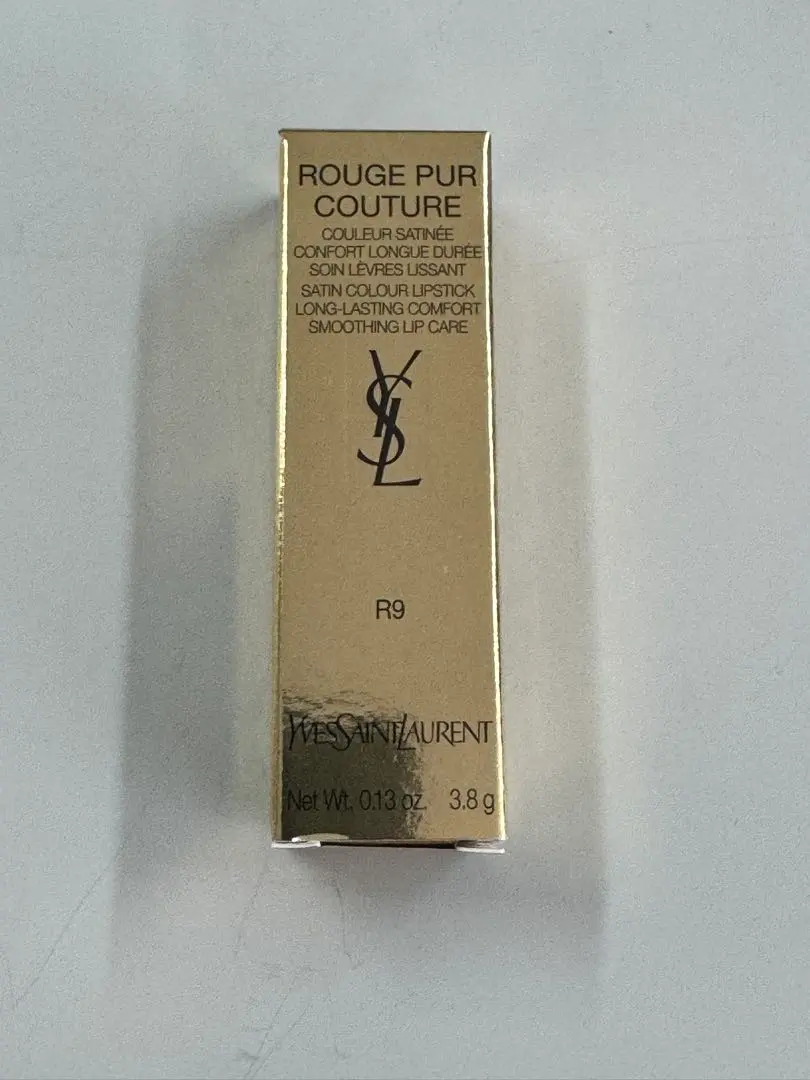 ROUGE PUR
COUTURE
COULEUR SATINÉE
CONFORT LONGUE DURÉE
SOIN LÈVRES LISSANT
SATIN COLOUR LIPSTICK
LONG-LASTING COMFORT
SMOOTHING LIP CARE
YSL
R9
YVESSAINTLAURENT
Net Wt. 0.13 oz. 3.8 g